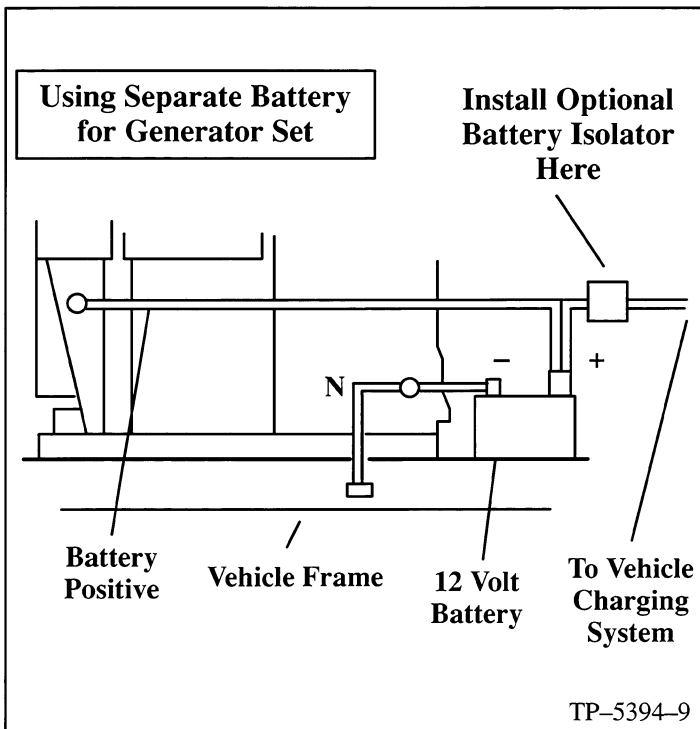 Using Separate Battery
for Generator Set
Install Optional
Battery Isolator
Here
–
+
N
Battery
Positive
Vehicle Frame
12 Volt
Battery
To Vehicle
Charging
System
TP–5394–9